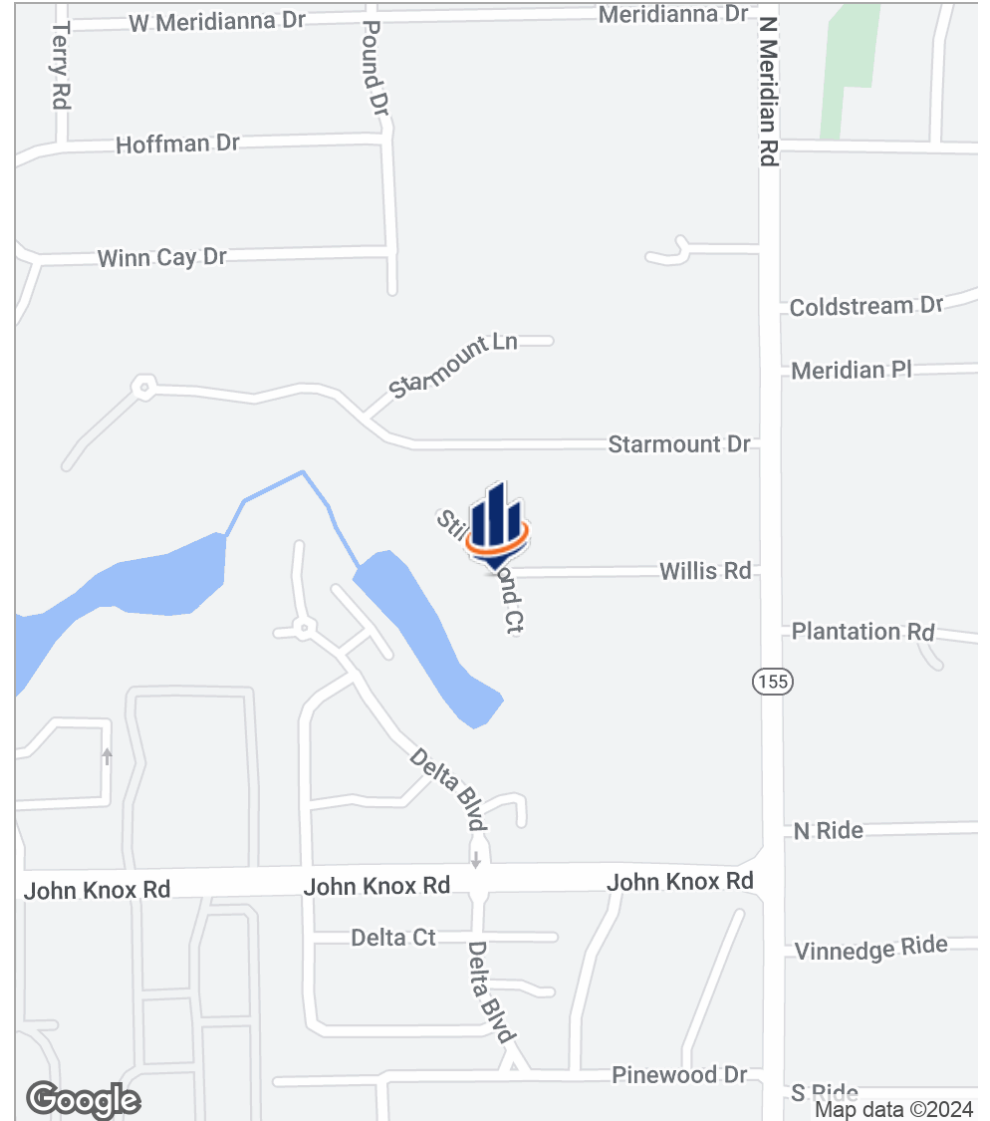 W Meridianna Dr
Meridianna Dr
Terry Rd
Pound Dr
N Meridian Rd
Hoffman Dr
Winn Cay Dr
Coldstream Dr
Starmount Ln
Meridian Pl
Starmount Dr
ond Ct
Willis Rd
Plantation Rd
155
Delta Blvd
N Ride
John Knox Rd
John Knox Rd
John Knox Rd
Delta Ct
Delta Blvd
Vinnedge Ride
Pinewood Dr
S Ride
Google
Map data ©2024